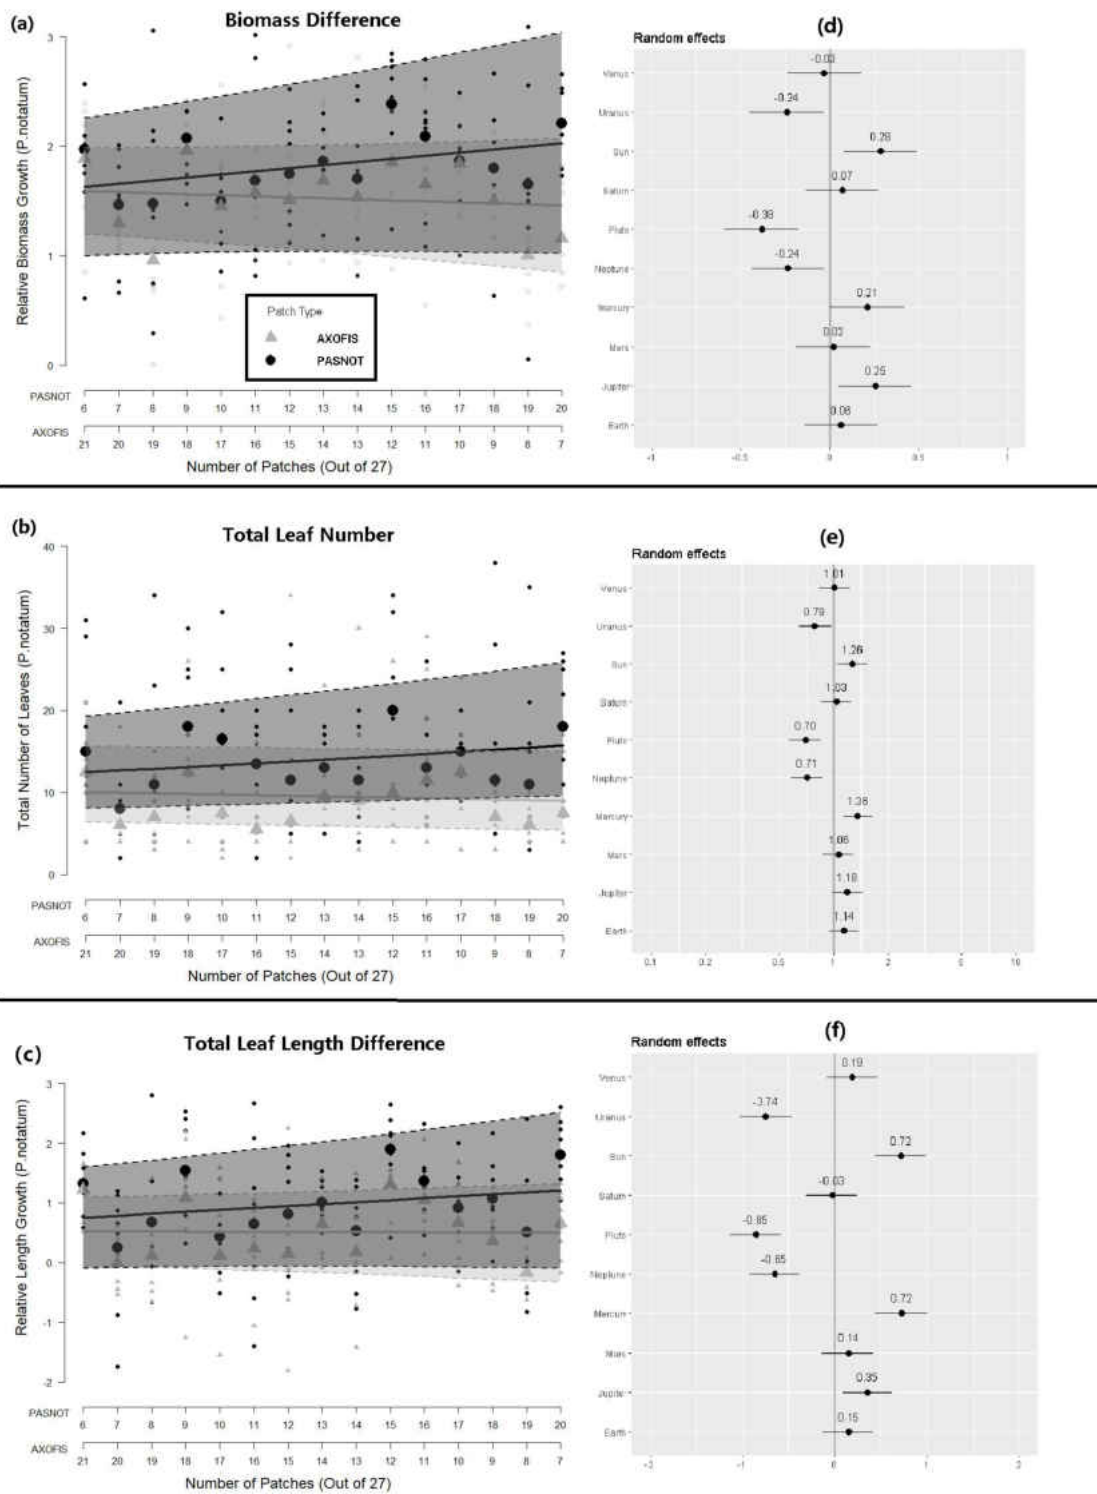 (a)
Biomass Difference
Relative Biomass Growth (P.notatum)
3
2
1
0
Patch Type
AXOFIS
PASNOT
PASNOT
6 7 8 9 10 11 12 13 14 15 16 17 18 19 20
AXOFIS
21 20 19 18 17 16 15 14 13 12 11 10 9 8 7
Number of Patches (Out of 27)
(d)
Random effects
Venus
Uranus
Sun
Saturn
Pluto
Neptune
Mercury
Mars
Jupiter
Earth
-0.03
-0.24
0.28
0.07
-0.38
-0.24
0.21
0.02
0.25
0.06
-1 -0.5 0 0.5 1
(b)
Total Leaf Number
Total Number of Leaves (P.notatum)
40
30
20
10
0
PASNOT
6 7 8 9 10 11 12 13 14 15 16 17 18 19 20
AXOFIS
21 20 19 18 17 16 15 14 13 12 11 10 9 8 7
Number of Patches (Out of 27)
(e)
Random effects
Venus
Uranus
Sun
Saturn
Pluto
Neptune
Mercury
Mars
Jupiter
Earth
1.01
0.79
1.26
1.03
0.70
0.71
1.06
1.18
1.14
0.1 0.2 0.5 1 2 5 10
(c)
Total Leaf Length Difference
Relative Length Growth (P.notatum)
3
2
1
0
-1
-2
PASNOT
6 7 8 9 10 11 12 13 14 15 16 17 18 19 20
AXOFIS
21 20 19 18 17 16 15 14 13 12 11 10 9 8 7
Number of Patches (Out of 27)
(f)
Random effects
Venus
Uranus
Sun
Saturn
Pluto
Neptune
Mercury
Mars
Jupiter
Earth
0.19
0.72
-0.03
-0.85
-0.65
0.72
0.14
0.35
0.15
-2 -1 0 1 2